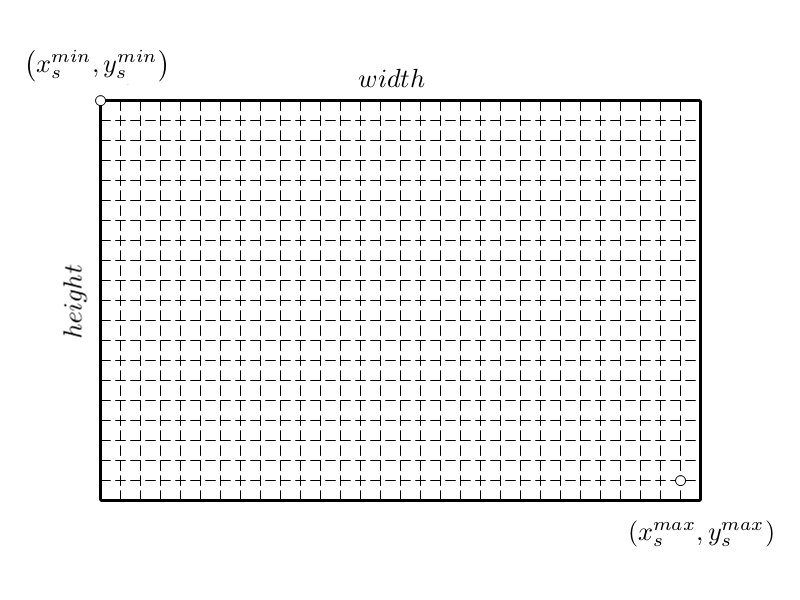 (x_s^{min}, y_s^{min})
width
height
(x_s^{max}, y_s^{max})